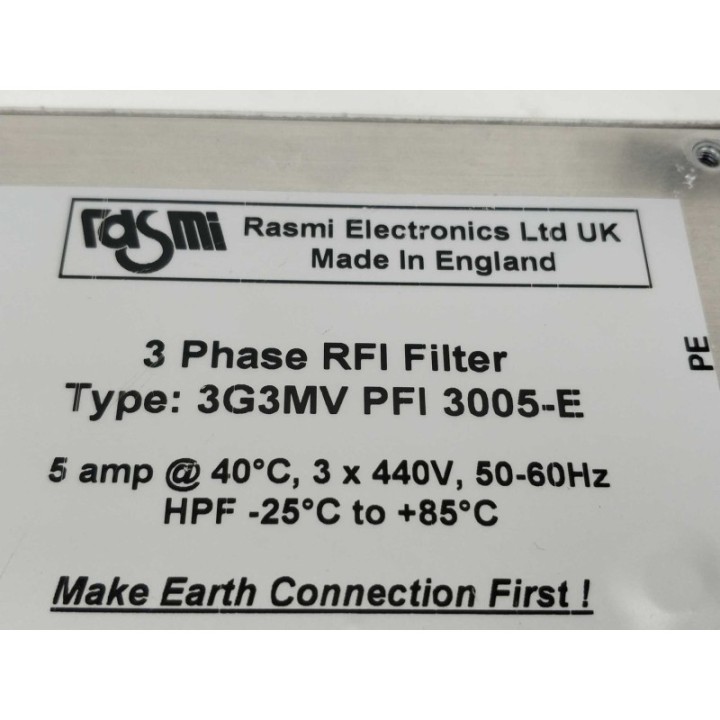 rasmi Rasmi Electronics Ltd UK
Made In England
3 Phase RFI Filter
Type: 3G3MV PFI 3005-E
5 amp @ 40°C, 3 x 440V, 50-60Hz
HPF -25°C to +85°C
Make Earth Connection First !
PE